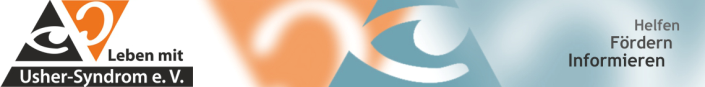 Leben mit
Usher-Syndrom e. V.
Helfen
Fördern
Informieren